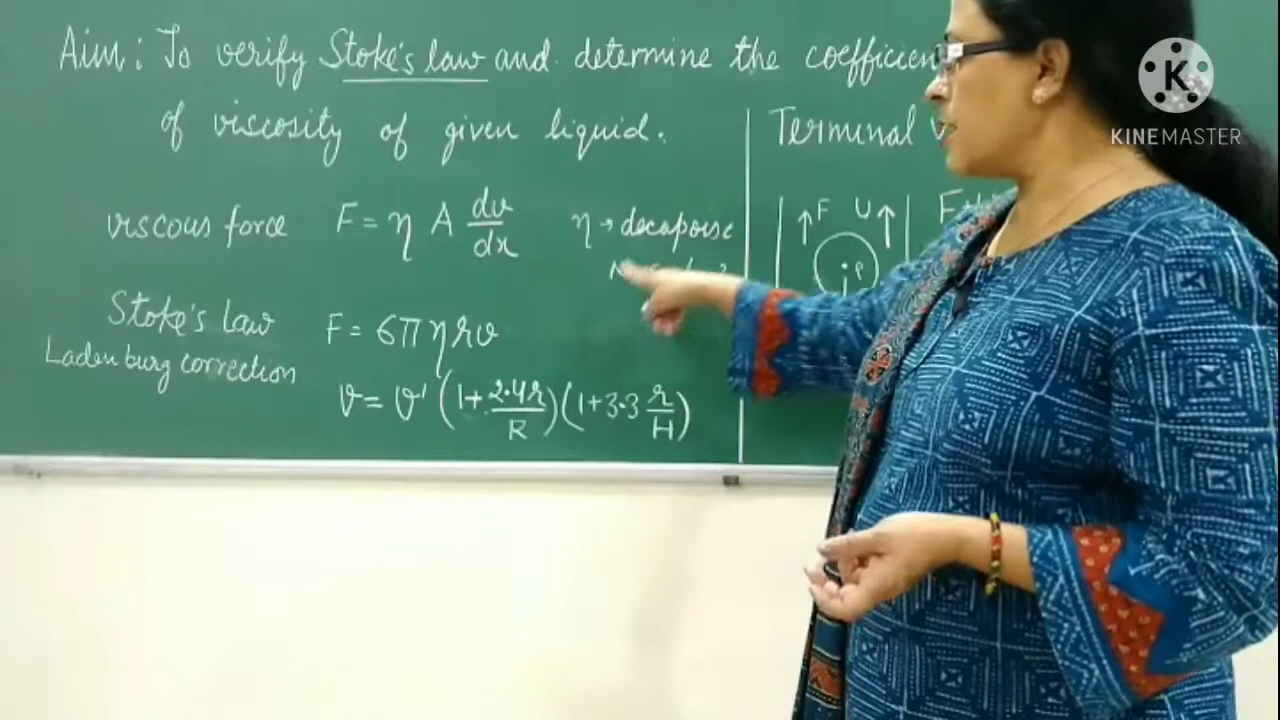 Aim: To verify Stoke's law and determine the coefficien
of viscosity of given liquid.
viscous force F = η A dv/dx η → decapoise
Stoke's law F = 6πηrv
Ladenburg correction
v = v' (1+ 2.4r/R)(1+3.3 r/H)
Terminal
F U
KINEMASTER